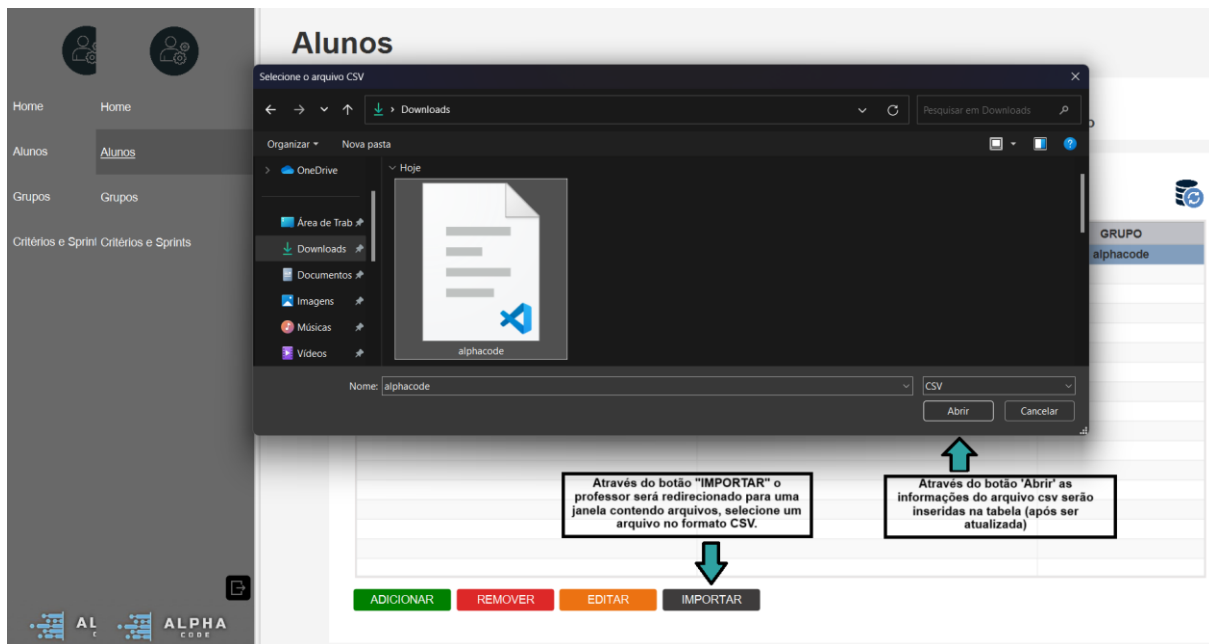 Alunos
Selecione o arquivo CSV
Home
Home
Downloads
Pesquisar em Downloads
Alunos
Alunos
Organizar
Nova pasta
OneDrive
Hoje
Grupos
Grupos
Área de Trab
Critérios e Sprint
Critérios e Sprints
Downloads
GRUPO
alphacode
Documentos
Imagens
Músicas
Vídeos
alphacode
Nome:
alphacode
CSV
Abrir
Cancelar
Através do botão "IMPORTAR" o
professor será redirecionado para uma
janela contendo arquivos, selecione um
arquivo no formato CSV.
Através do botão 'Abrir' as
informações do arquivo csv serão
inseridas na tabela (após ser
atualizada)
ADICIONAR
REMOVER
EDITAR
IMPORTAR
AL
C
ALPHA
CODE